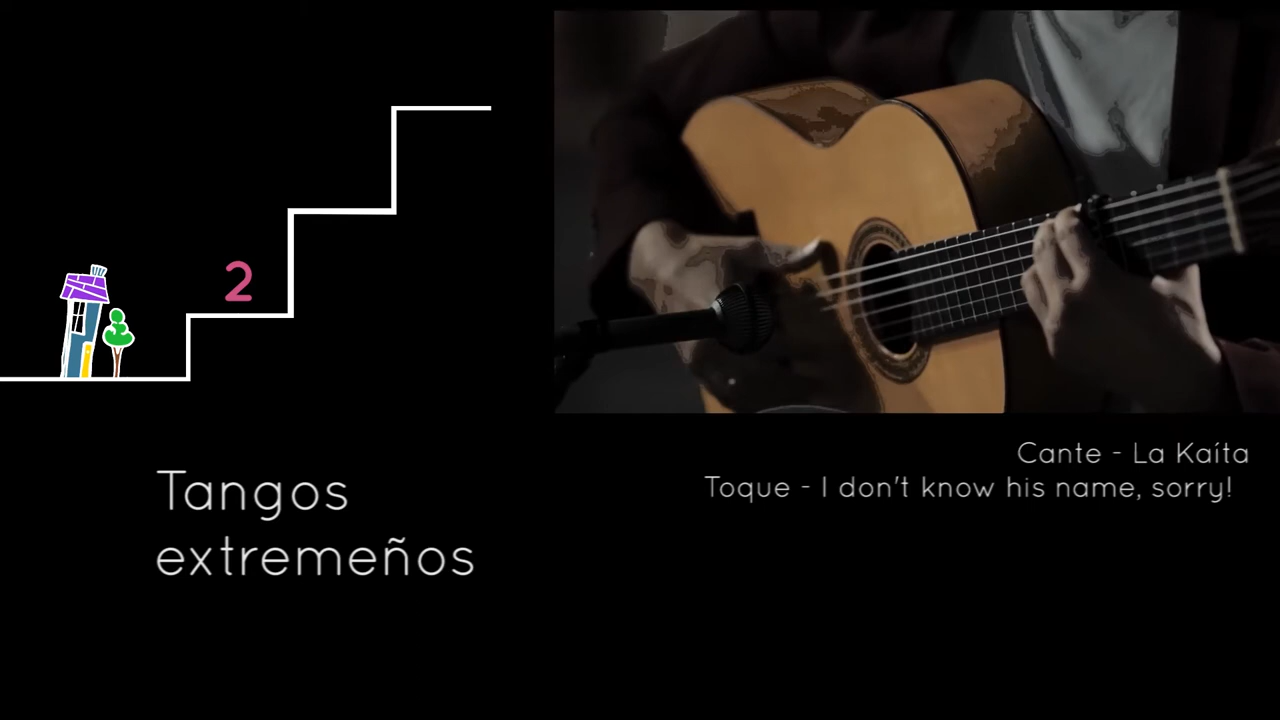 2
Tangos
extremeños
Cante - La Kaíta
Toque - I don't know his name, sorry!